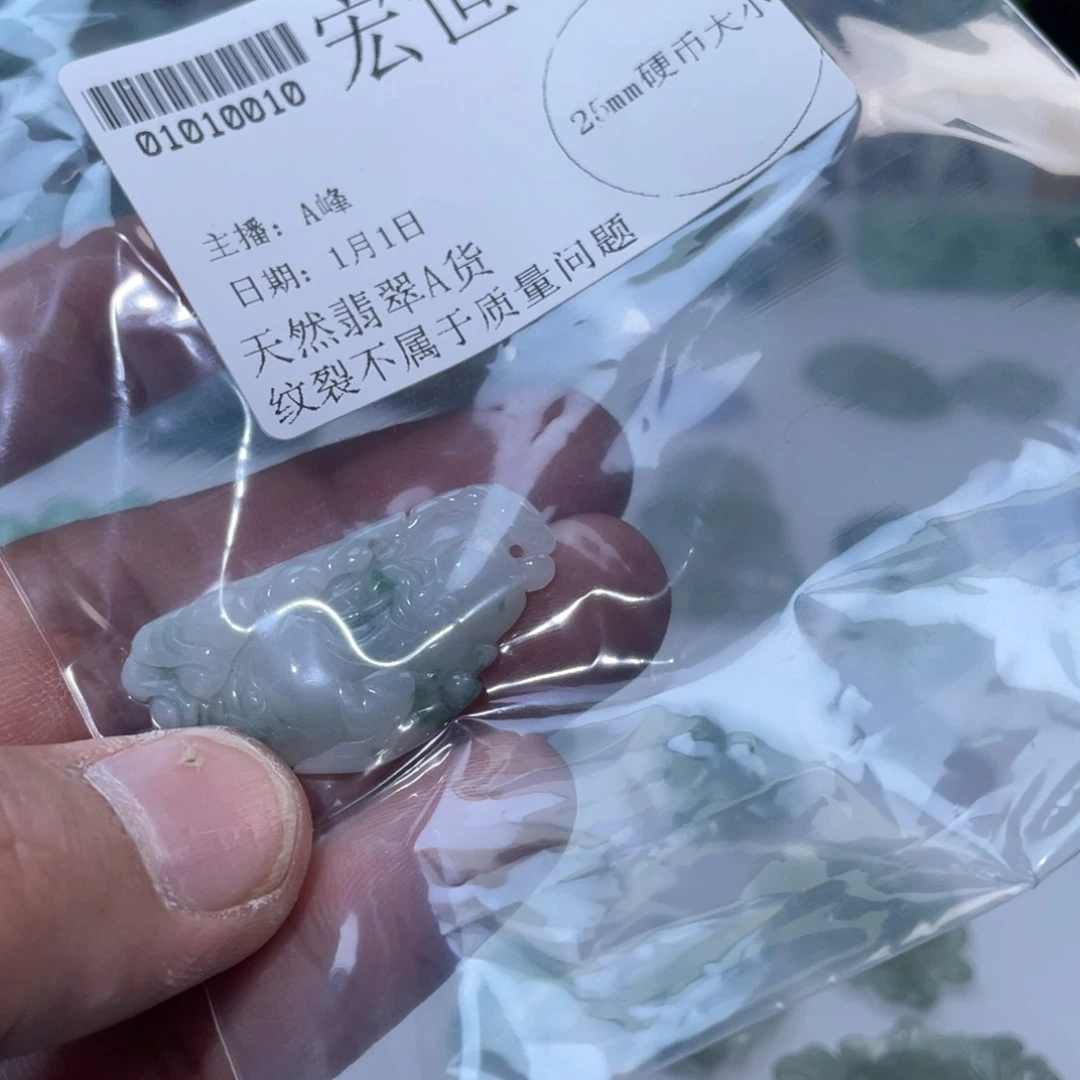 宏世
25mm硬币大小
01010010
主播: A峰
日期: 1月1日
天然翡翠A货
纹裂不属于质量问题